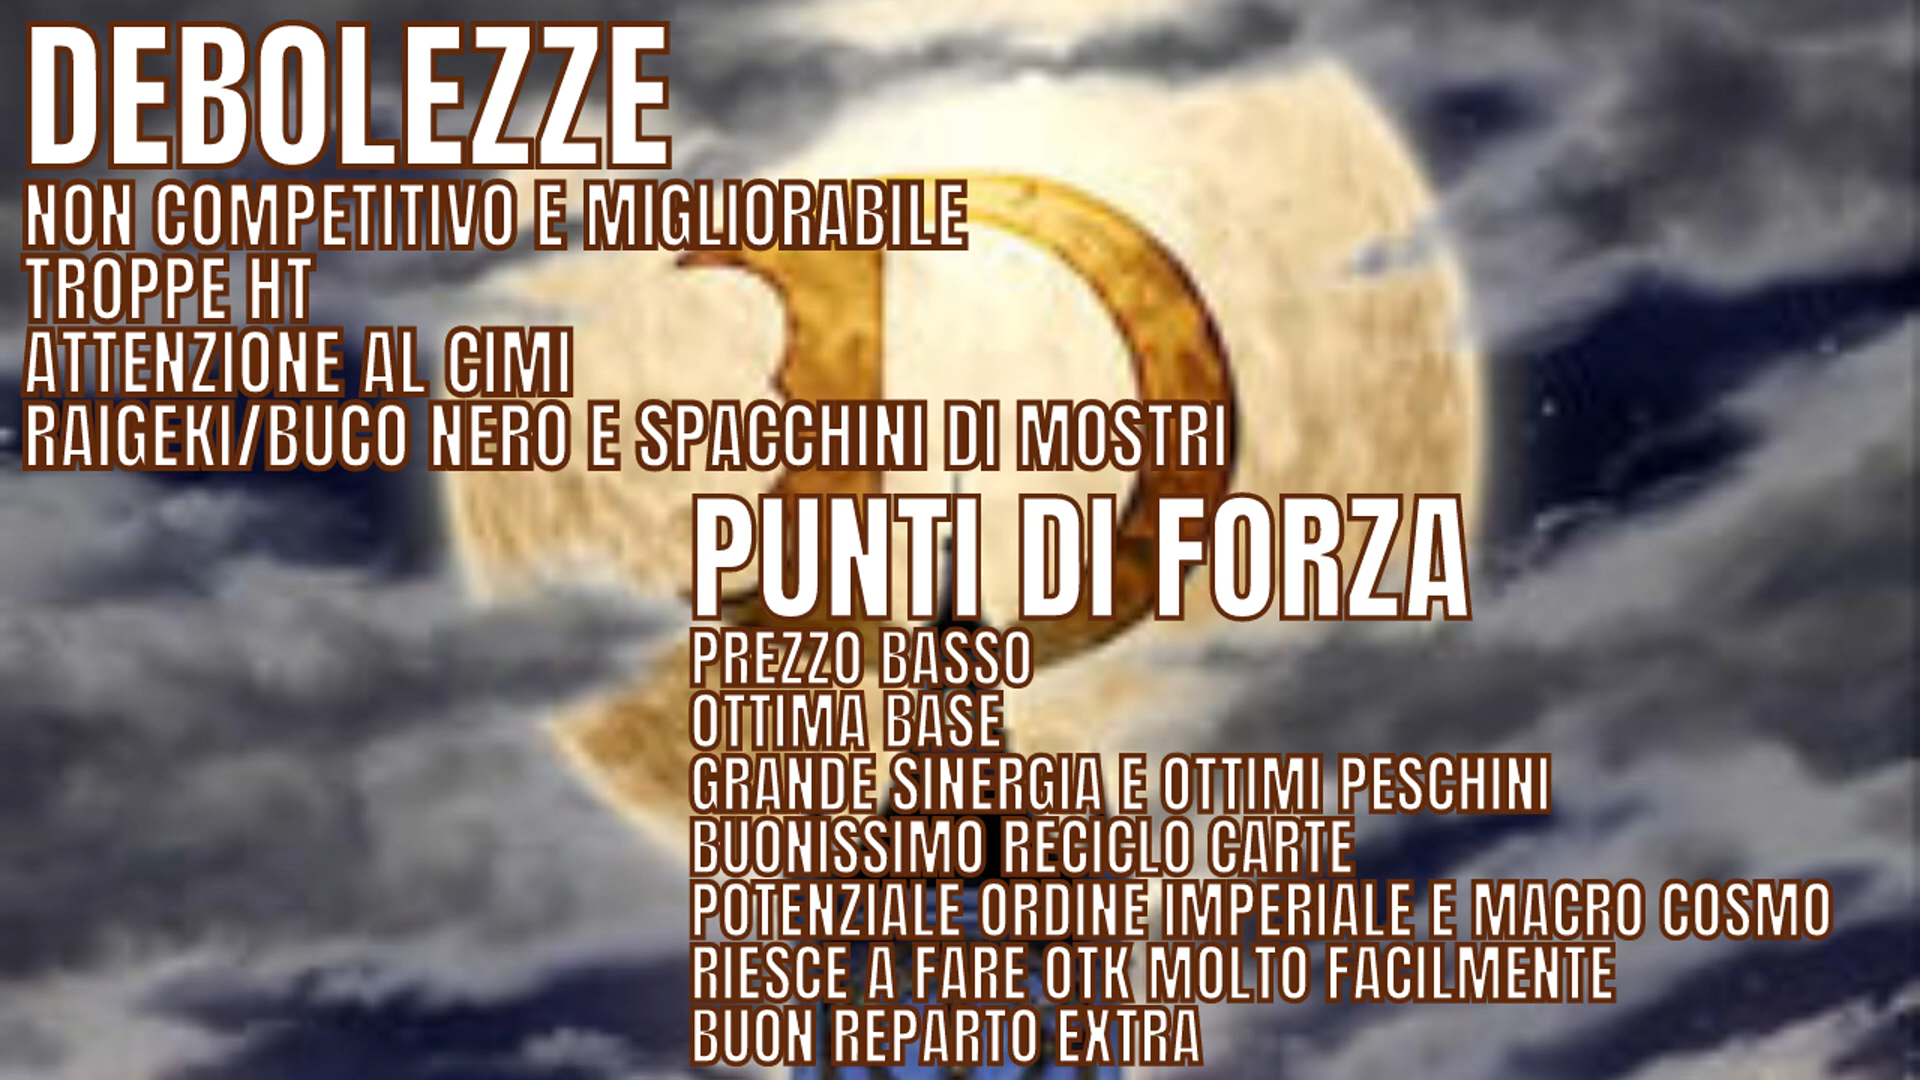 DEBOLEZZE
NON COMPETITIVO E MIGLIORABILE
TROPPE HT
ATTENZIONE AL CIMI
RAIGEKI/BUCO NERO E SPACCHINI DI MOSTRI
PUNTI DI FORZA
PREZZO BASSO
OTTIMA BASE
GRANDE SINERGIA E OTTIMI PESCHINI
BUONISSIMO RECICLO CARTE
POTENZIALE ORDINE IMPERIALE E MACRO COSMO
RIESCE A FARE OTK MOLTO FACILMENTE
BUON REPARTO EXTRA